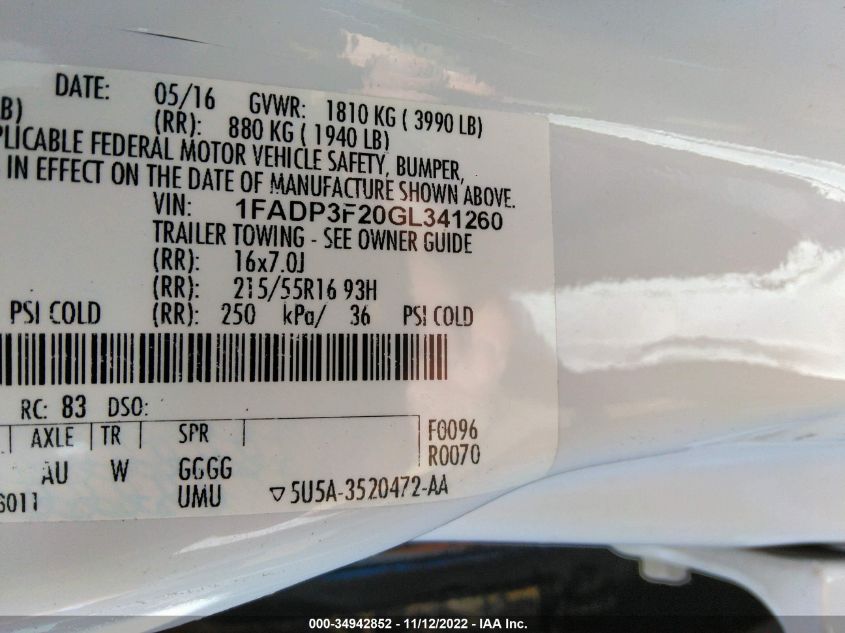 DATE: 05/16 GVWR: 1810 KG ( 3990 LB)
B) (RR): 880 KG ( 1940 LB)
PLICABLE FEDERAL MOTOR VEHICLE SAFETY, BUMPER,
IN EFFECT ON THE DATE OF MANUFACTURE SHOWN ABOVE.
VIN: 1FADP3F20GL341260
TRAILER TOWING - SEE OWNER GUIDE
(RR): 16x7.0J
(RR): 215/55R16 93H
PSI COLD (RR): 250 kPa/ 36 PSI COLD
RC: 83 DSO:
AXLE TR SPR F0096
AU W GGGG R0070
6011 UMU ▽5U5A-3520472-AA
000-34942852 - 11/12/2022 - IAA Inc.